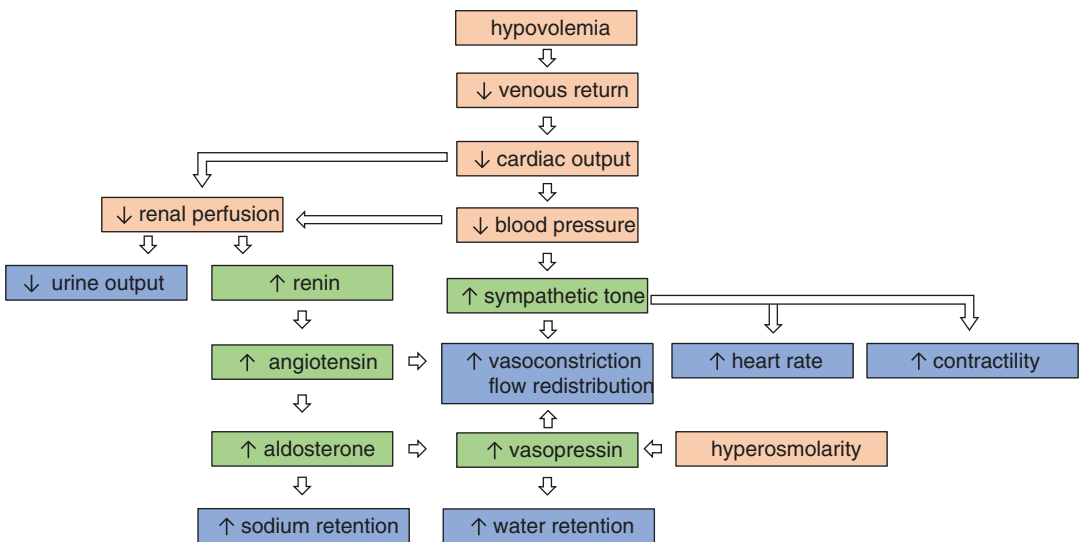 hypovolemia
↓ venous return
↓ cardiac output
↓ renal perfusion
↓ blood pressure
↓ urine output
↑ renin
↑ sympathetic tone
↑ angiotensin
↑ vasoconstriction
flow redistribution
↑ heart rate
↑ contractility
↑ aldosterone
↑ vasopressin
hyperosmolarity
↑ sodium retention
↑ water retention